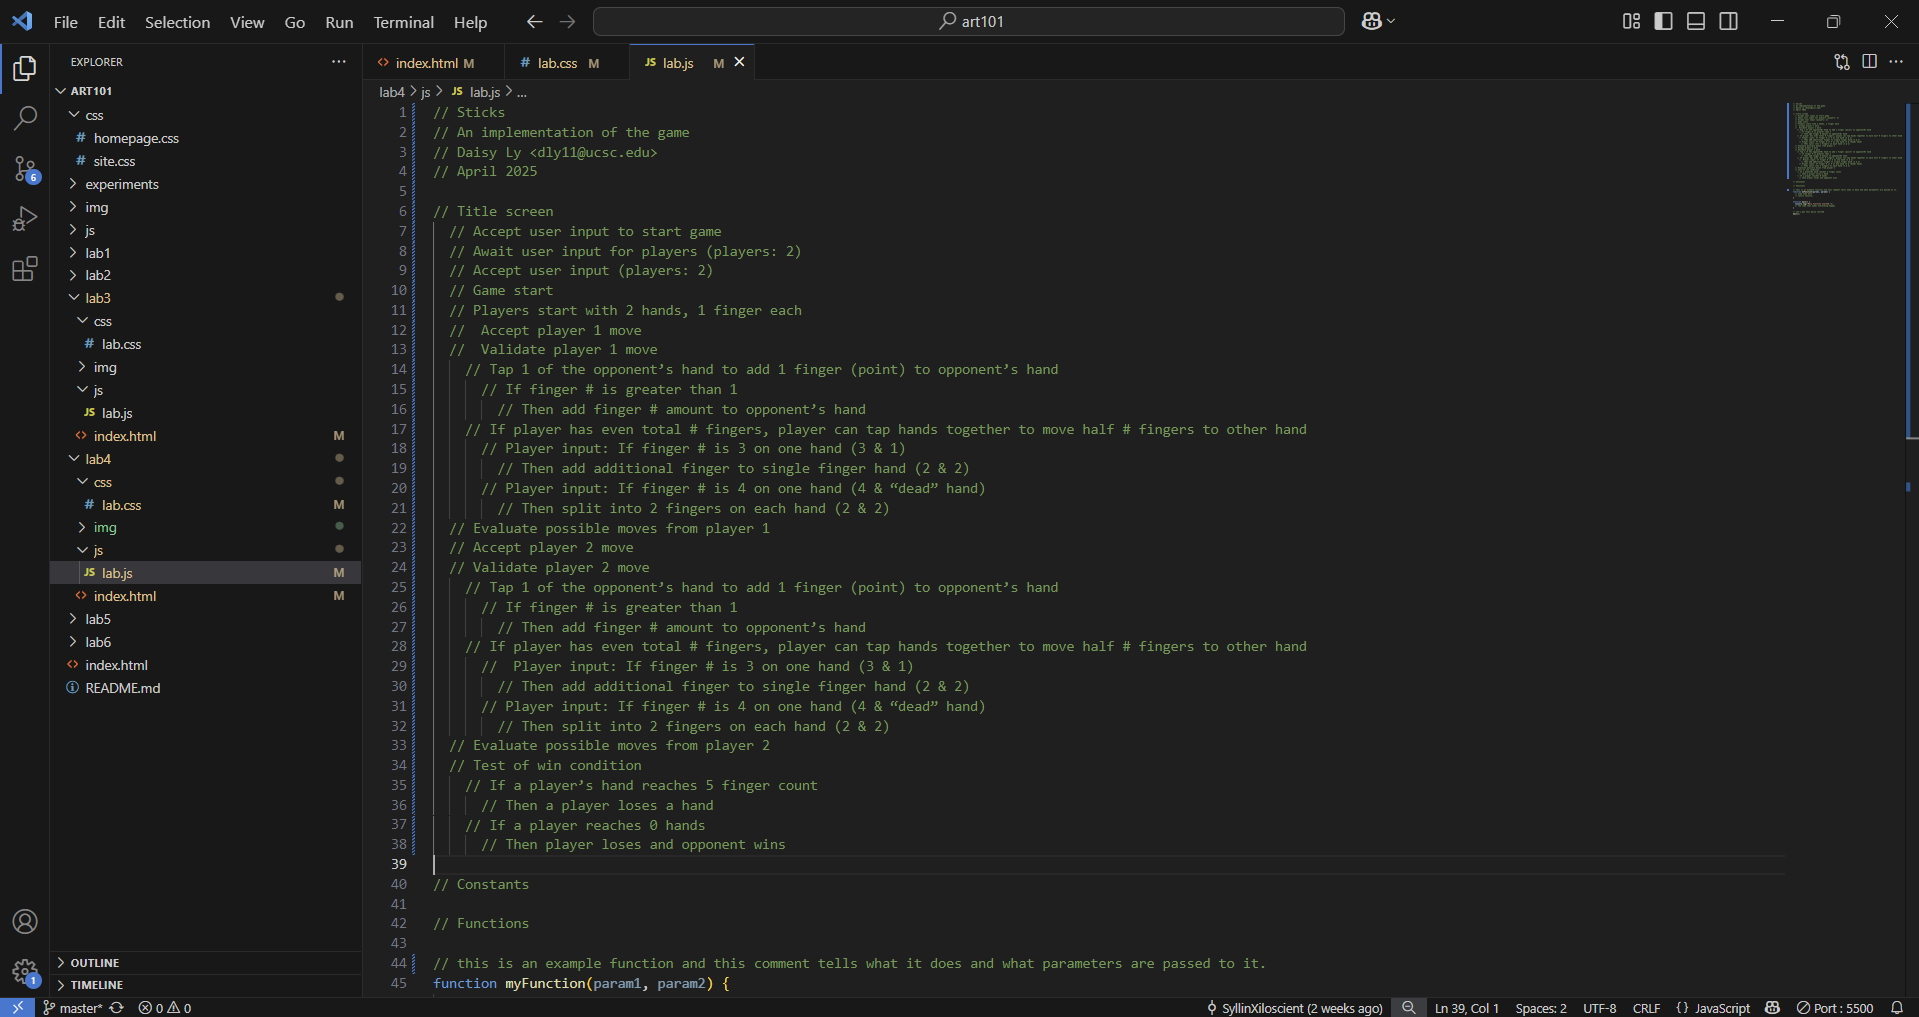 File Edit Selection View Go Run Terminal Help
art101
EXPLORER
index.html M
# lab.css M
JS lab.js M
ART101
css
# homepage.css
# site.css
experiments
img
js
lab1
lab2
lab3
css
# lab.css
img
js
JS lab.js
index.html M
lab4
css
# lab.css M
img
js
JS lab.js M
index.html M
lab5
lab6
index.html
README.md
OUTLINE
TIMELINE
6
1
lab4 > js > JS lab.js > ...
1 // Sticks
2 // An implementation of the game
3 // Daisy Ly <dly11@ucsc.edu>
4 // April 2025
5
6 // Title screen
7 // Accept user input to start game
8 // Await user input for players (players: 2)
9 // Accept user input (players: 2)
10 // Game start
11 // Players start with 2 hands, 1 finger each
12 //  Accept player 1 move
13 //  Validate player 1 move
14 // Tap 1 of the opponent’s hand to add 1 finger (point) to opponent’s hand
15 // If finger # is greater than 1
16 // Then add finger # amount to opponent’s hand
17 // If player has even total # fingers, player can tap hands together to move half # fingers to other hand
18 // Player input: If finger # is 3 on one hand (3 & 1)
19 // Then add additional finger to single finger hand (2 & 2)
20 // Player input: If finger # is 4 on one hand (4 & “dead” hand)
21 // Then split into 2 fingers on each hand (2 & 2)
22 // Evaluate possible moves from player 1
23 // Accept player 2 move
24 // Validate player 2 move
25 // Tap 1 of the opponent’s hand to add 1 finger (point) to opponent’s hand
26 // If finger # is greater than 1
27 // Then add finger # amount to opponent’s hand
28 // If player has even total # fingers, player can tap hands together to move half # fingers to other hand
29 //  Player input: If finger # is 3 on one hand (3 & 1)
30 // Then add additional finger to single finger hand (2 & 2)
31 // Player input: If finger # is 4 on one hand (4 & “dead” hand)
32 // Then split into 2 fingers on each hand (2 & 2)
33 // Evaluate possible moves from player 2
34 // Test of win condition
35 // If a player’s hand reaches 5 finger count
36 // Then a player loses a hand
37 // If a player reaches 0 hands
38 // Then player loses and opponent wins
39
40 // Constants
41
42 // Functions
43
44 // this is an example function and this comment tells what it does and what parameters are passed to it.
45 function myFunction(param1, param2) {
master* 0 0 SyllinXiloscient (2 weeks ago) Ln 39, Col 1 Spaces: 2 UTF-8 CRLF {} JavaScript Port : 5500